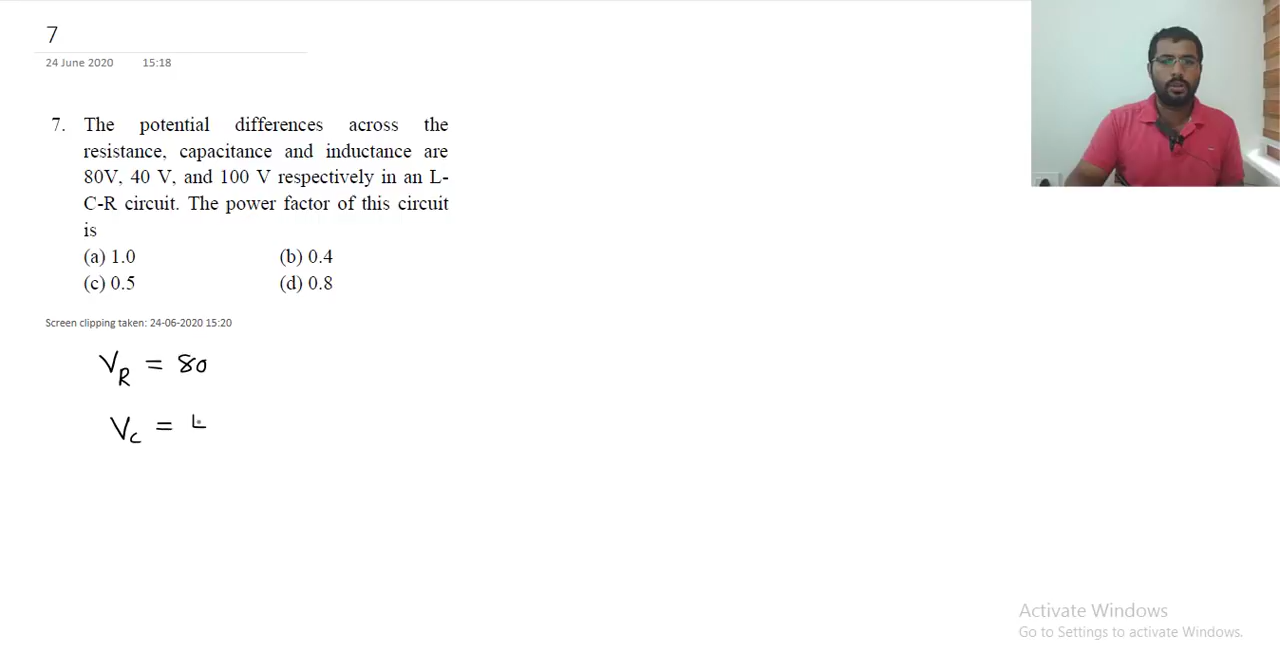 7
24 June 2020 15:18
7. The potential differences across the
resistance, capacitance and inductance are
80V, 40 V, and 100 V respectively in an L-
C-R circuit. The power factor of this circuit
is
(a) 1.0 (b) 0.4
(c) 0.5 (d) 0.8
Screen clipping taken: 24-06-2020 15:20
V_R = 80
V_C =
Activate Windows
Go to Settings to activate Windows.